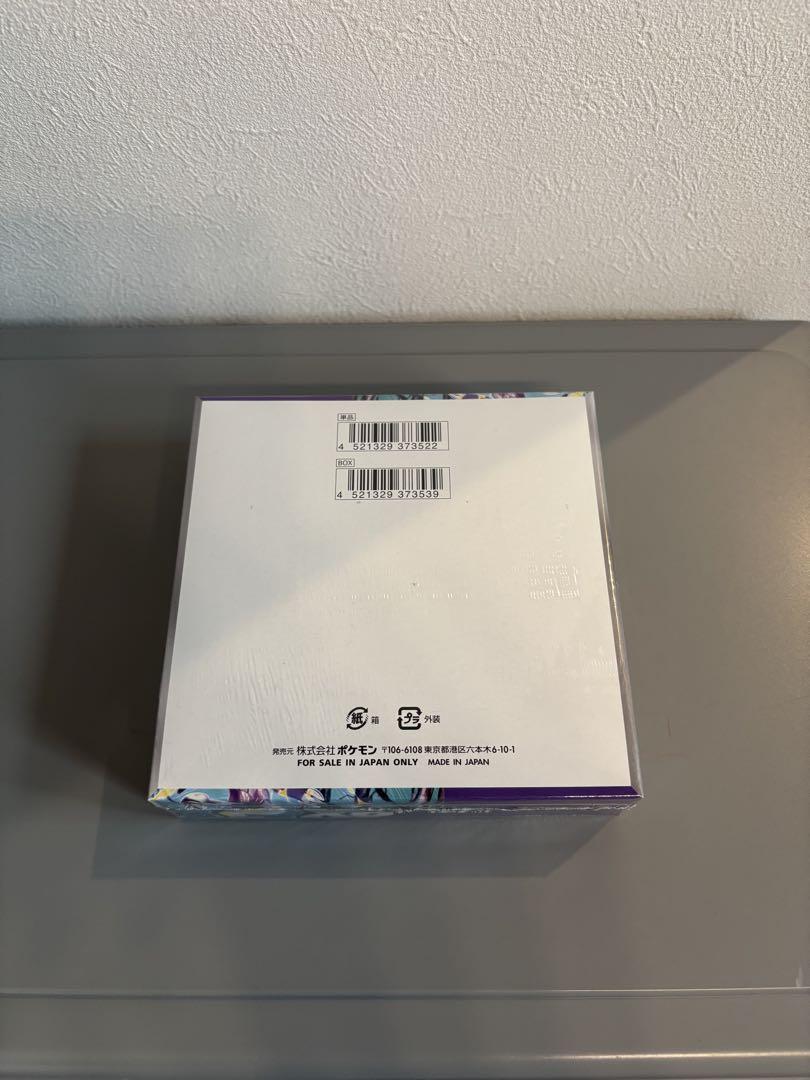 単品
4 521329 373522
BOX
4 521329 373539
紙 箱 プラ 外装
発売元 株式会社ポケモン 〒106-6108 東京都港区六本木6-10-1
FOR SALE IN JAPAN ONLY MADE IN JAPAN